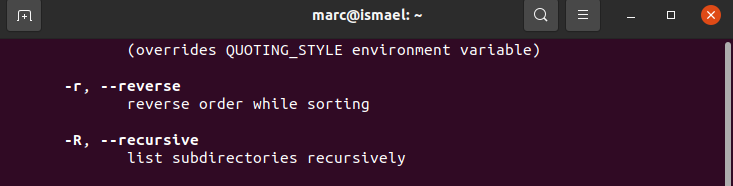 marc@ismael: ~
(overrides QUOTING_STYLE environment variable)
-r, --reverse
reverse order while sorting
-R, --recursive
list subdirectories recursively